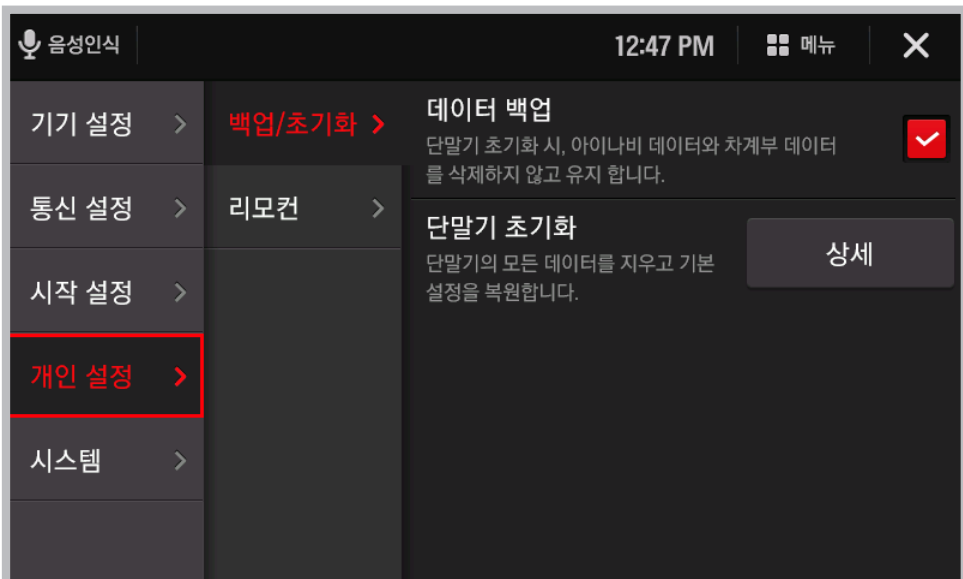 음성인식
12:47 PM
메뉴
기기 설정
통신 설정
시작 설정
개인 설정
시스템
백업/초기화
리모컨
데이터 백업
단말기 초기화 시, 아이나비 데이터와 차계부 데이터
를 삭제하지 않고 유지 합니다.
단말기 초기화
단말기의 모든 데이터를 지우고 기본
설정을 복원합니다.
상세